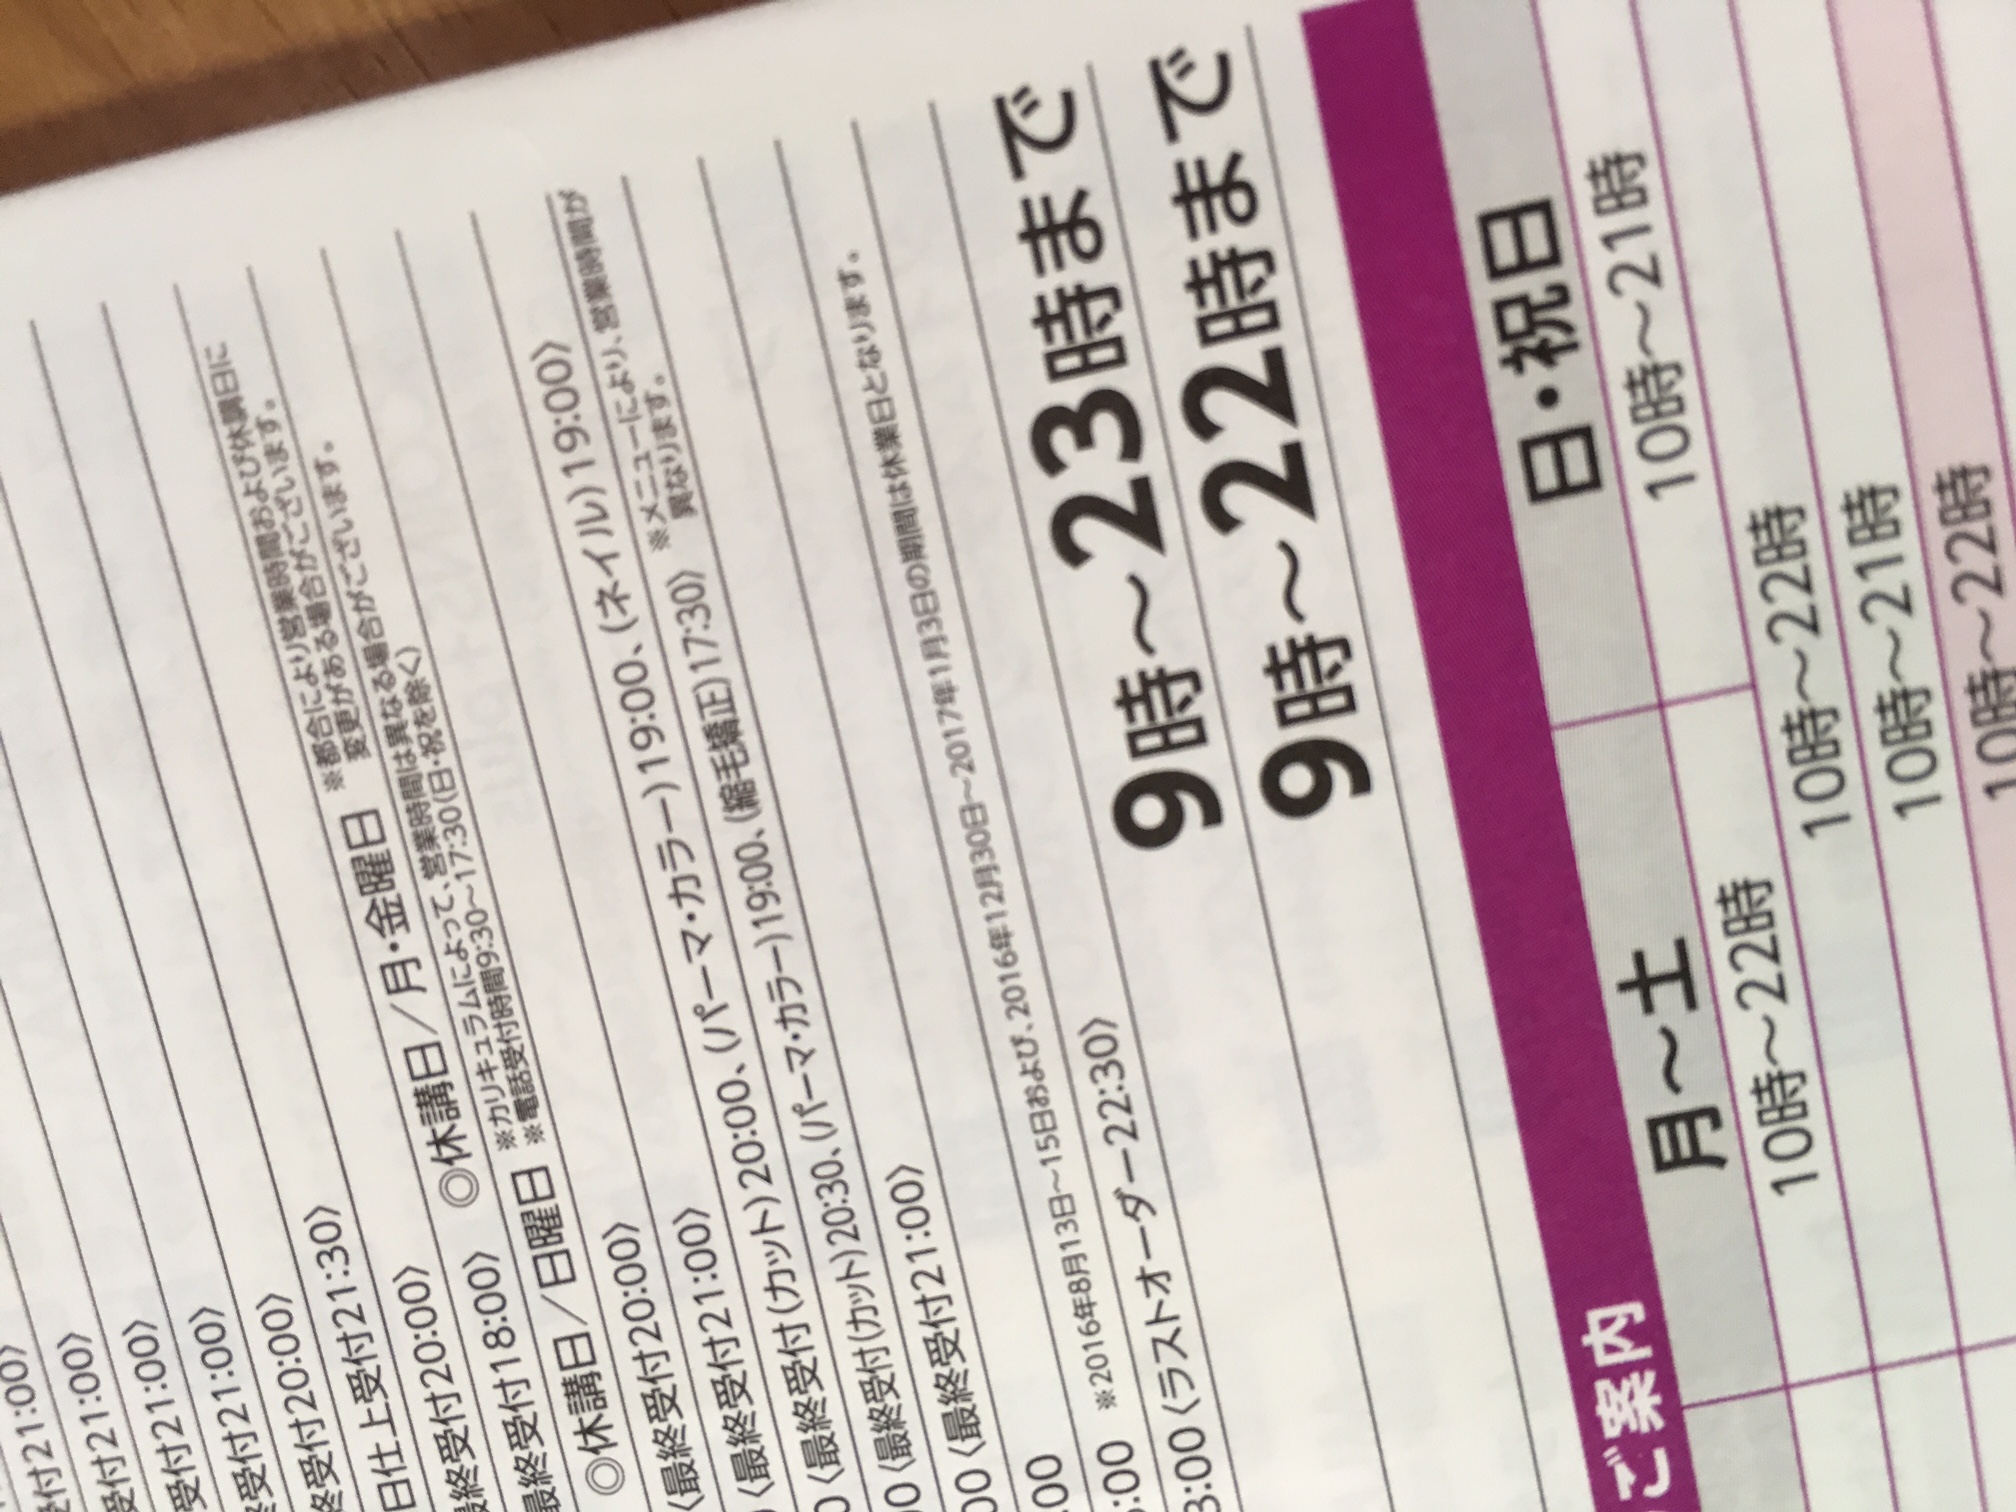 付21:00〉
受付21:00〉
受付21:00〉
受付21:00〉
終受付20:00〉
日仕上受付21:30〉
※都合により営業時間および休講日に
変更がある場合がございます。
最終受付20:00〉 ◎休講日／月・金曜日
※カリキュラムによって、営業時間は異なる場合がございます。
※電話受付時間9:30〜17:30(日・祝を除く)
最終受付18:00〉
◎休講日／日曜日
〈最終受付20:00〉
〈最終受付21:00〉
〈最終受付(カット)20:00、(パーマ・カラー)19:00、(ネイル)19:00〉
※メニューにより、営業時間が
異なります。
0〈最終受付(カット)20:30、(パーマ・カラー)19:00、(縮毛矯正)17:30〉
00〈最終受付21:00〉
:00 ※2016年8月13日〜15日および、2016年12月30日〜2017年1月3日の期間は休業日となります。
3:00〈ラストオーダー22:30〉
9時〜23時まで
9時〜22時まで
ご案内
月〜土 日・祝日
10時〜22時 10時〜21時
10時〜22時
10時〜21時
10時〜22時